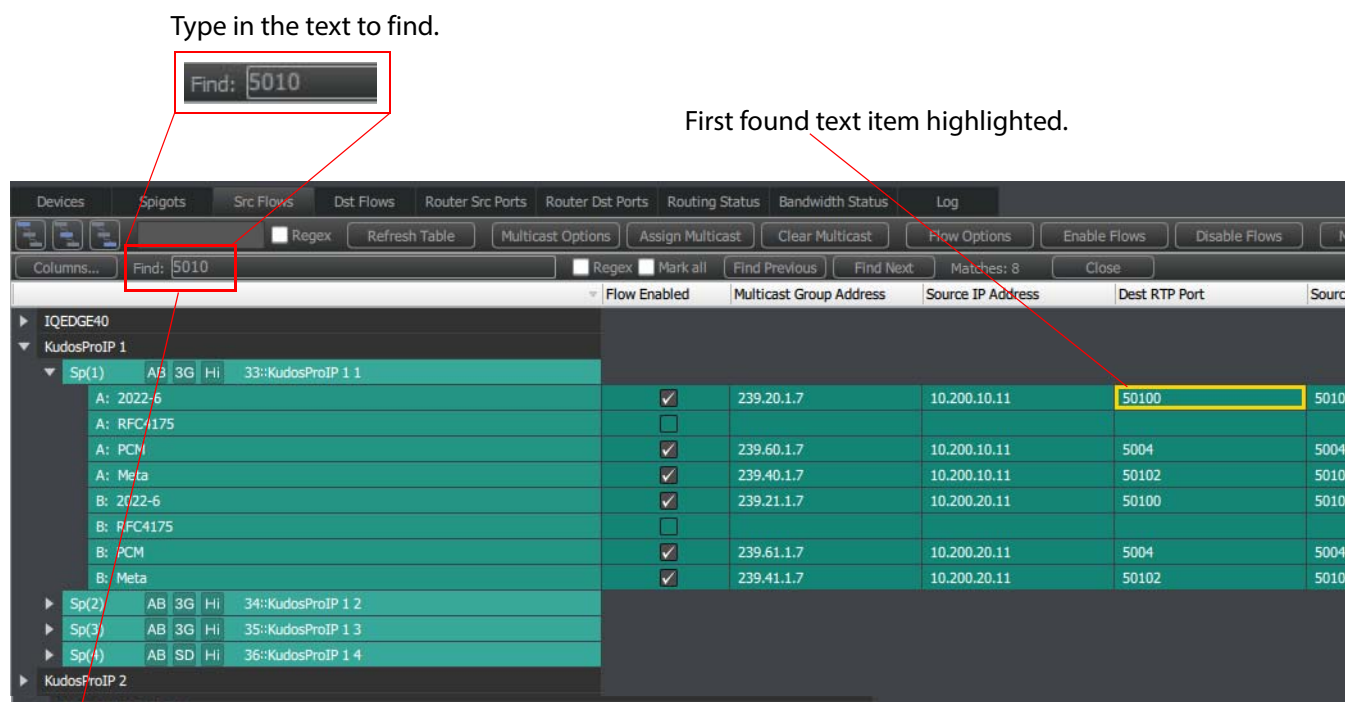 Type in the text to find.
Find: 5010
First found text item highlighted.
Devices Spigots Src Flows Dst Flows Router Src Ports Router Dst Ports Routing Status Bandwidth Status Log
Regex Refresh Table Multicast Options Assign Multicast Clear Multicast Flow Options Enable Flows Disable Flows
Columns... Find: 5010 Regex Mark all Find Previous Find Next Matches: 8 Close
Flow Enabled Multicast Group Address Source IP Address Dest RTP Port Sourc
IQEDGE40
KudosProIP 1
Sp(1) AB 3G Hi 33::KudosProIP 1 1
A: 2022-6 239.20.1.7 10.200.10.11 50100 5010
A: RFC4175
A: PCM 239.60.1.7 10.200.10.11 5004 5004
A: Meta 239.40.1.7 10.200.10.11 50102 5010
B: 2022-6 239.21.1.7 10.200.20.11 50100 5010
B: RFC4175
B: PCM 239.61.1.7 10.200.20.11 5004 5004
B: Meta 239.41.1.7 10.200.20.11 50102 5010
Sp(2) AB 3G Hi 34::KudosProIP 1 2
Sp(3) AB 3G Hi 35::KudosProIP 1 3
Sp(4) AB SD Hi 36::KudosProIP 1 4
KudosProIP 2